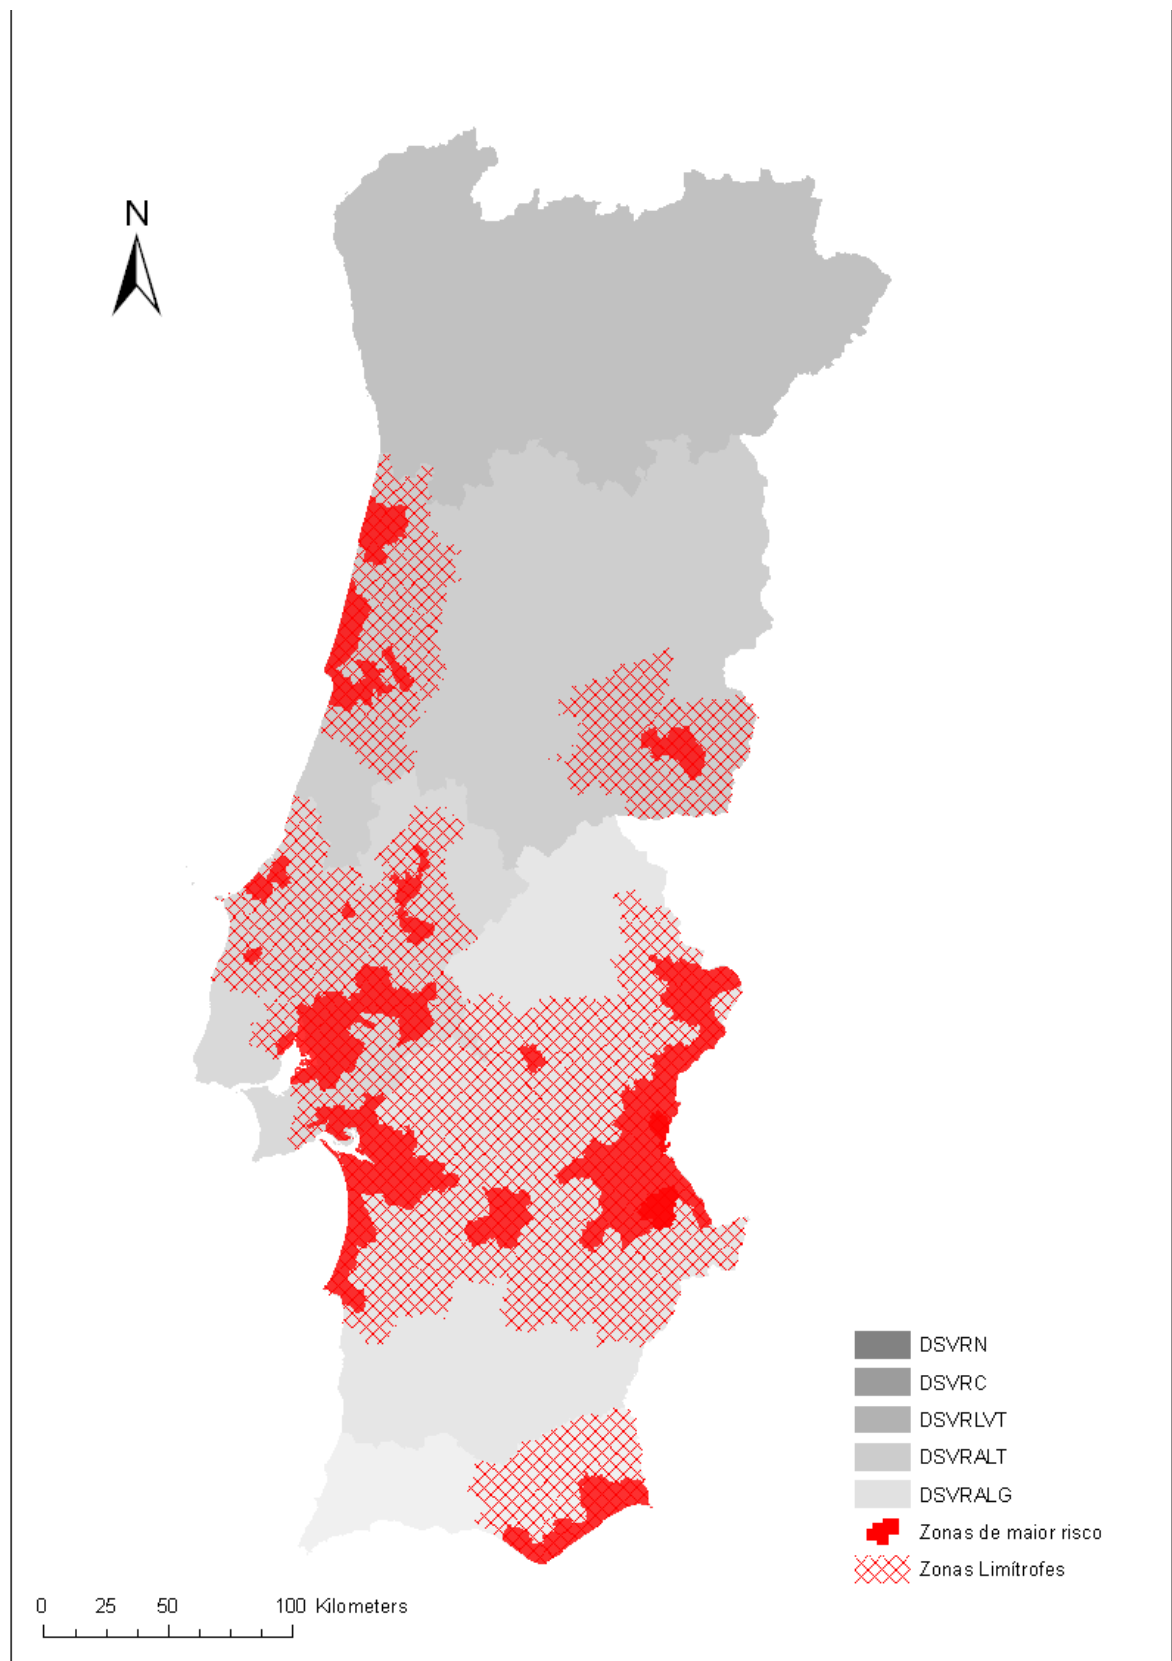 N
DSVRN
DSVRC
DSVRLVT
DSVRALT
DSVRALG
Zonas de maior risco
Zonas Limítrofes
0 25 50 100 Kilometers